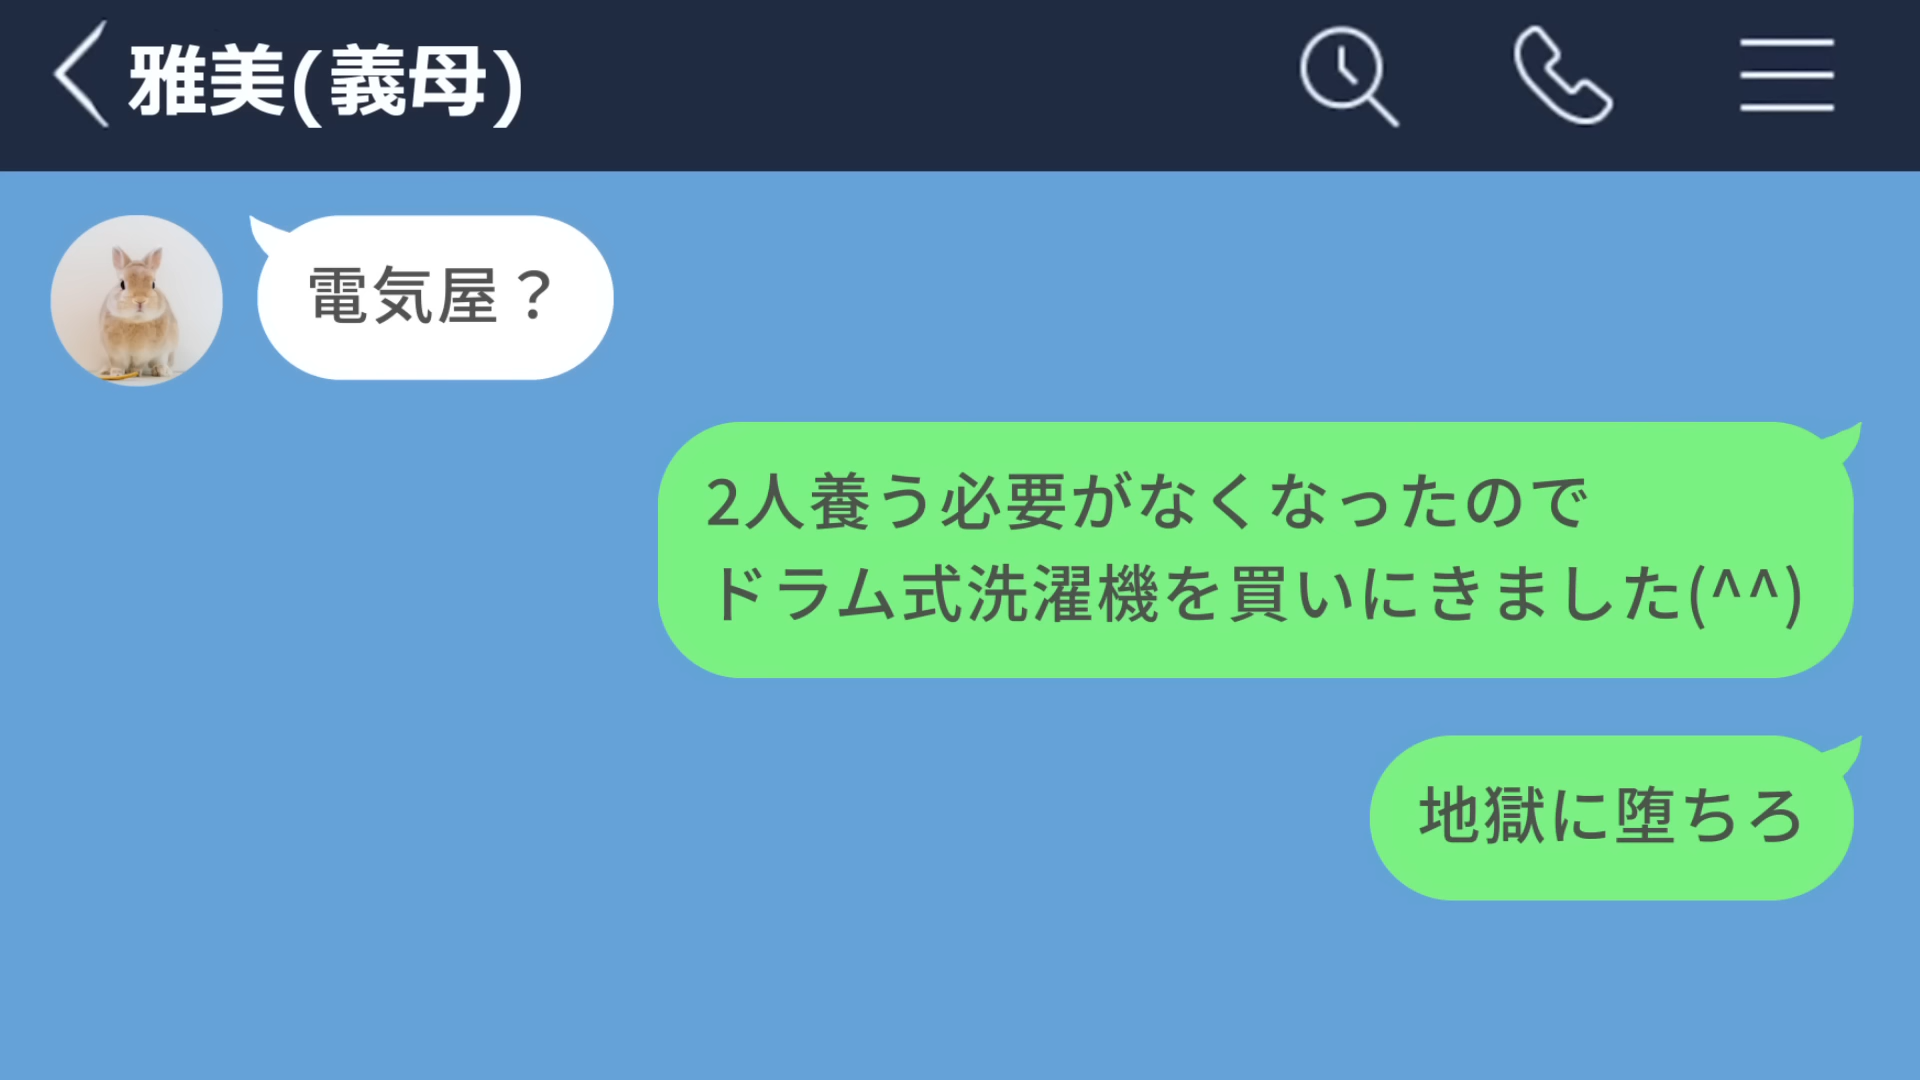 雅美(義母)
電気屋？
2人養う必要がなくなったので
ドラム式洗濯機を買いにきました(^^)
地獄に堕ちろ